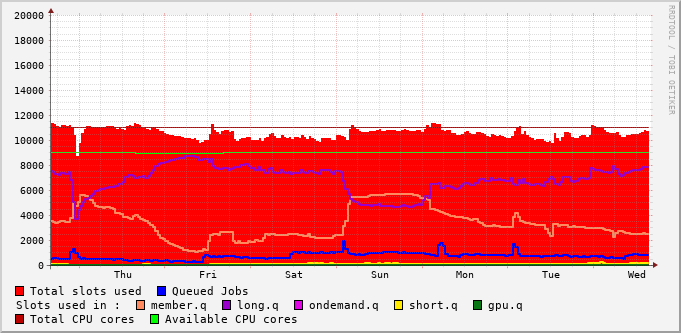 RRDTOOL / TOBI OETIKER
20000
18000
16000
14000
12000
10000
8000
6000
4000
2000
0
Thu Fri Sat Sun Mon Tue Wed
Total slots used Queued Jobs
Slots used in : member.q long.q ondemand.q short.q gpu.q
Total CPU cores Available CPU cores